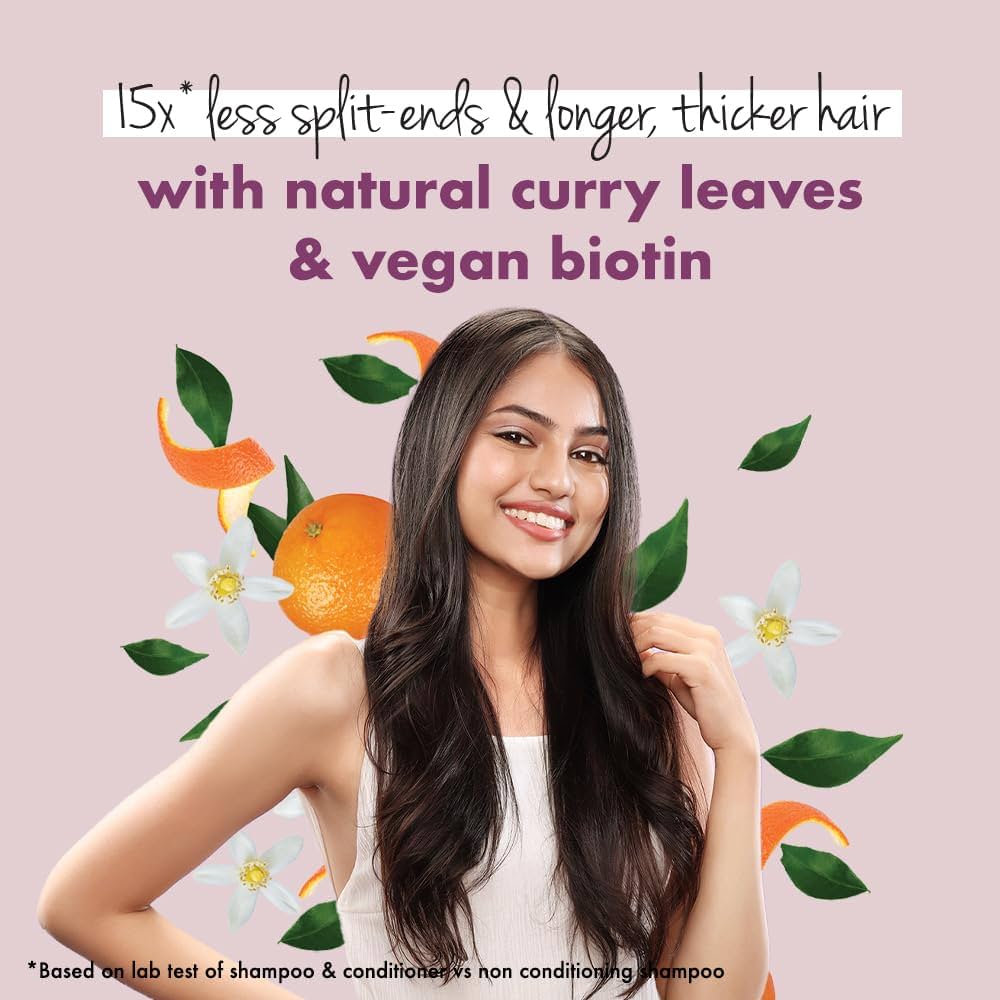 15x* less split-ends & longer, thicker hair
with natural curry leaves
& vegan biotin
*Based on lab test of shampoo & conditioner vs non conditioning shampoo